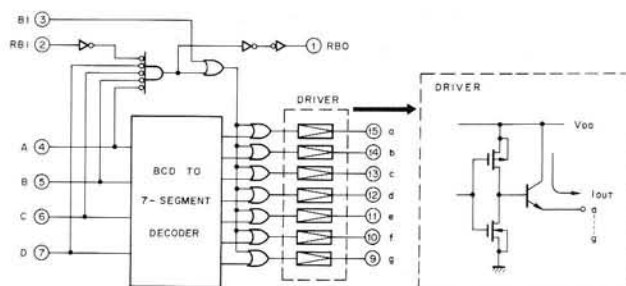 BI 3
RBI 2
1 RBO
DRIVER
DRIVER
A 4
B 5
C 6
D 7
BCD TO
7-SEGMENT
DECODER
15 a
14 b
13 c
12 d
11 e
10 f
9 g
VDD
IOUT
a
g